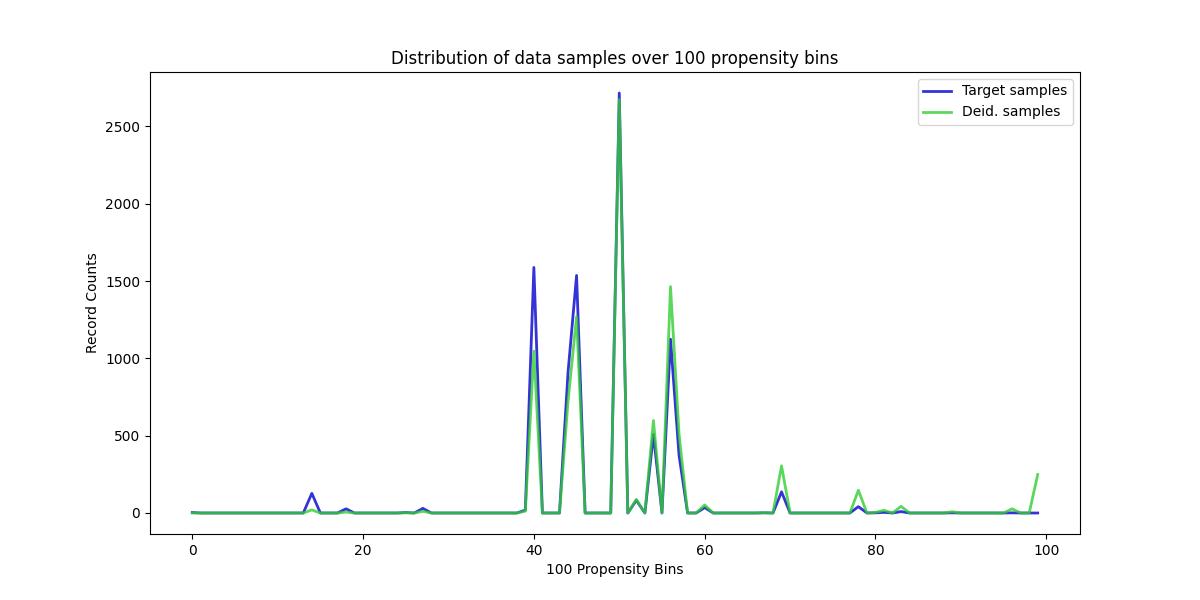 Distribution of data samples over 100 propensity bins
Target samples
Deid. samples
Record Counts
2500
2000
1500
1000
500
0
0 20 40 60 80 100
100 Propensity Bins